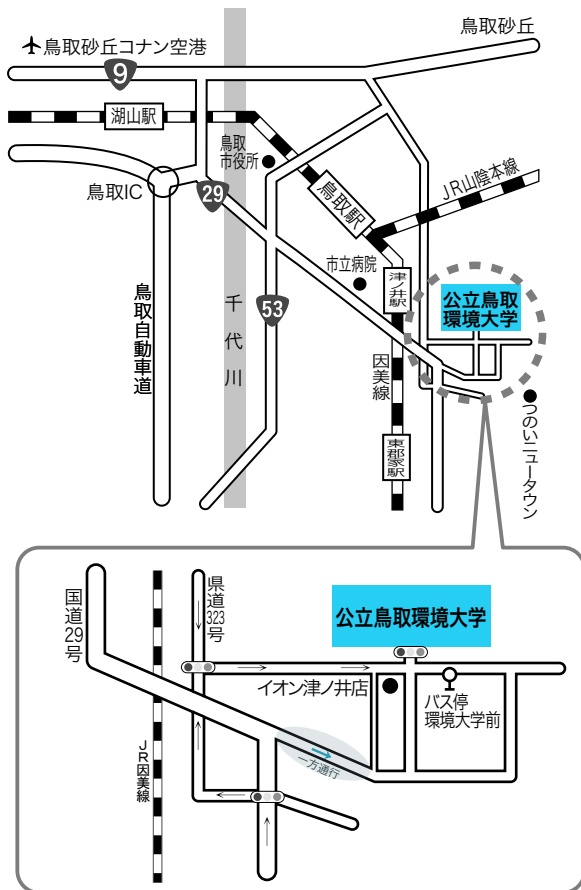 鳥取砂丘
鳥取砂丘コナン空港
9
湖山駅
鳥取
市役所
鳥取駅
JR山陰本線
鳥取IC
29
市立病院
津ノ井駅
公立鳥取
環境大学
53
千代川
鳥取自動車道
因美線
つのいニュータウン
東郡家駅
国道29号
県道323号
公立鳥取環境大学
イオン津ノ井店
バス停
環境大学前
一方通行
JR因美線